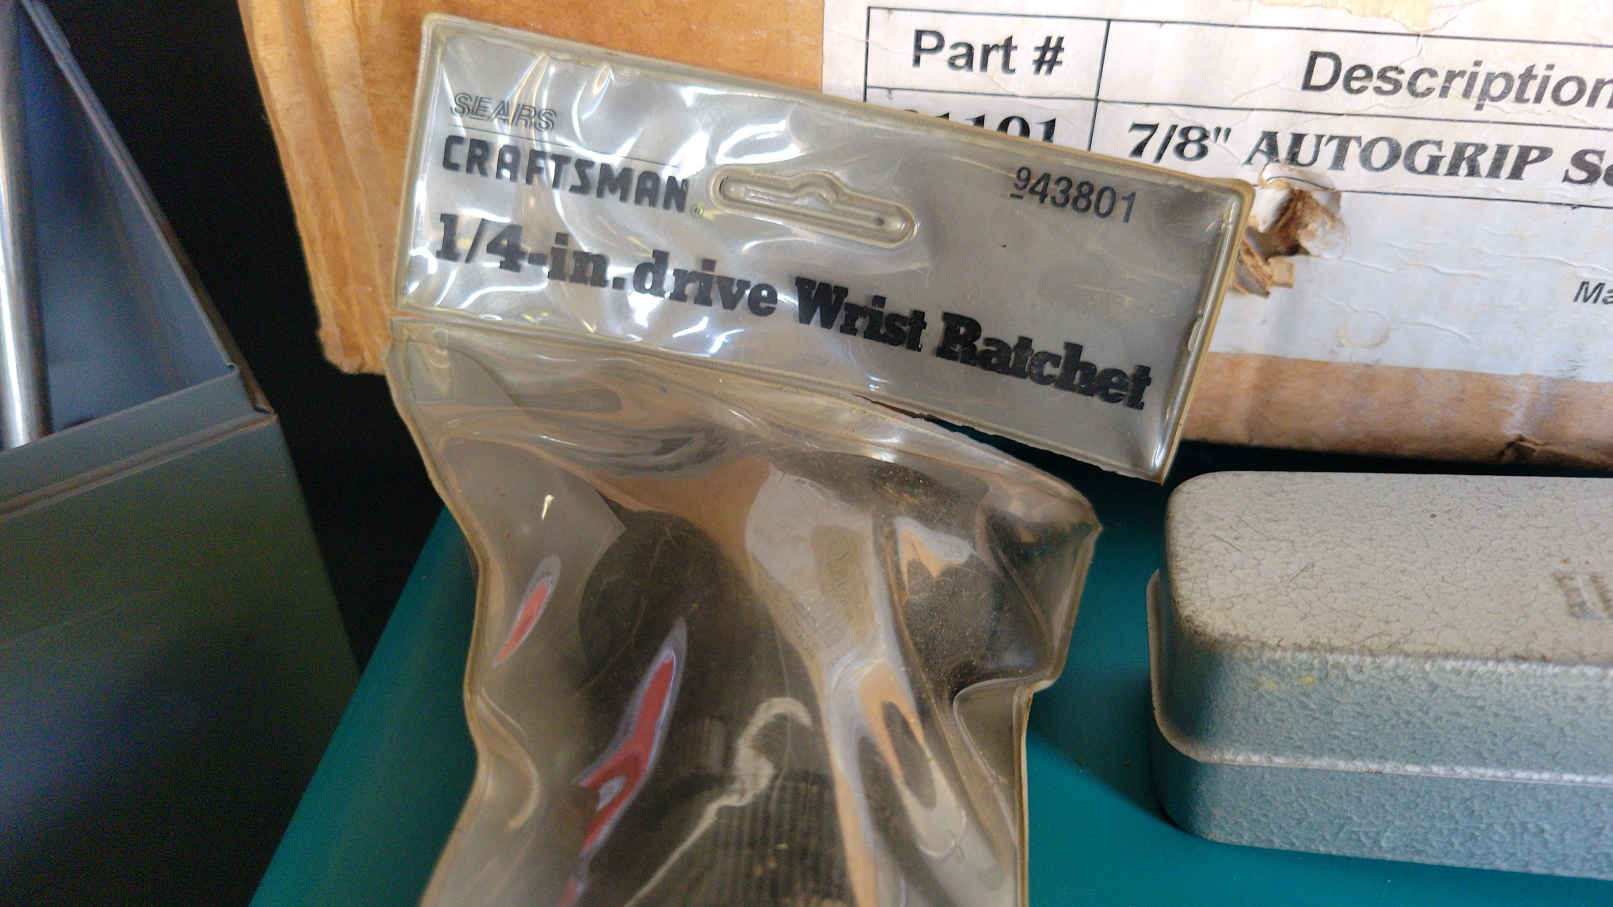 SEARS
CRAFTSMAN®
943801
1/4-in. drive Wrist Ratchet
Part #
Description
7/8" AUTOGRIP